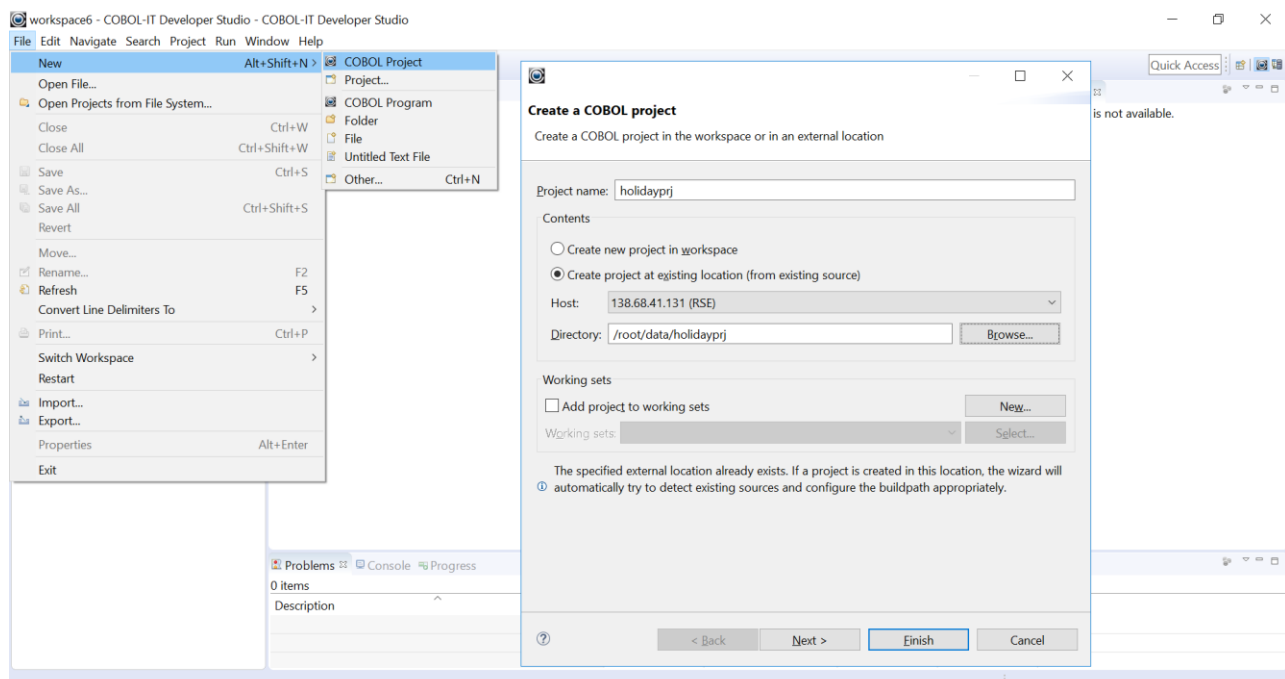 workspace6 - COBOL-IT Developer Studio - COBOL-IT Developer Studio
File Edit Navigate Search Project Run Window Help
New Alt+Shift+N >
Open File...
Open Projects from File System...
Close Ctrl+W
Close All Ctrl+Shift+W
Save Ctrl+S
Save As...
Save All Ctrl+Shift+S
Revert
Move...
Rename... F2
Refresh F5
Convert Line Delimiters To >
Print... Ctrl+P
Switch Workspace >
Restart
Import...
Export...
Properties Alt+Enter
Exit
COBOL Project
Project...
COBOL Program
Folder
File
Untitled Text File
Other... Ctrl+N
Quick Access
is not available.
Create a COBOL project
Create a COBOL project in the workspace or in an external location
Project name: holidayprj
Contents
Create new project in workspace
Create project at existing location (from existing source)
Host: 138.68.41.131 (RSE)
Directory: /root/data/holidayprj Browse...
Working sets
Add project to working sets New...
Working sets: Select...
The specified external location already exists. If a project is created in this location, the wizard will
automatically try to detect existing sources and configure the buildpath appropriately.
< Back Next > Finish Cancel
Problems Console Progress
0 items
Description